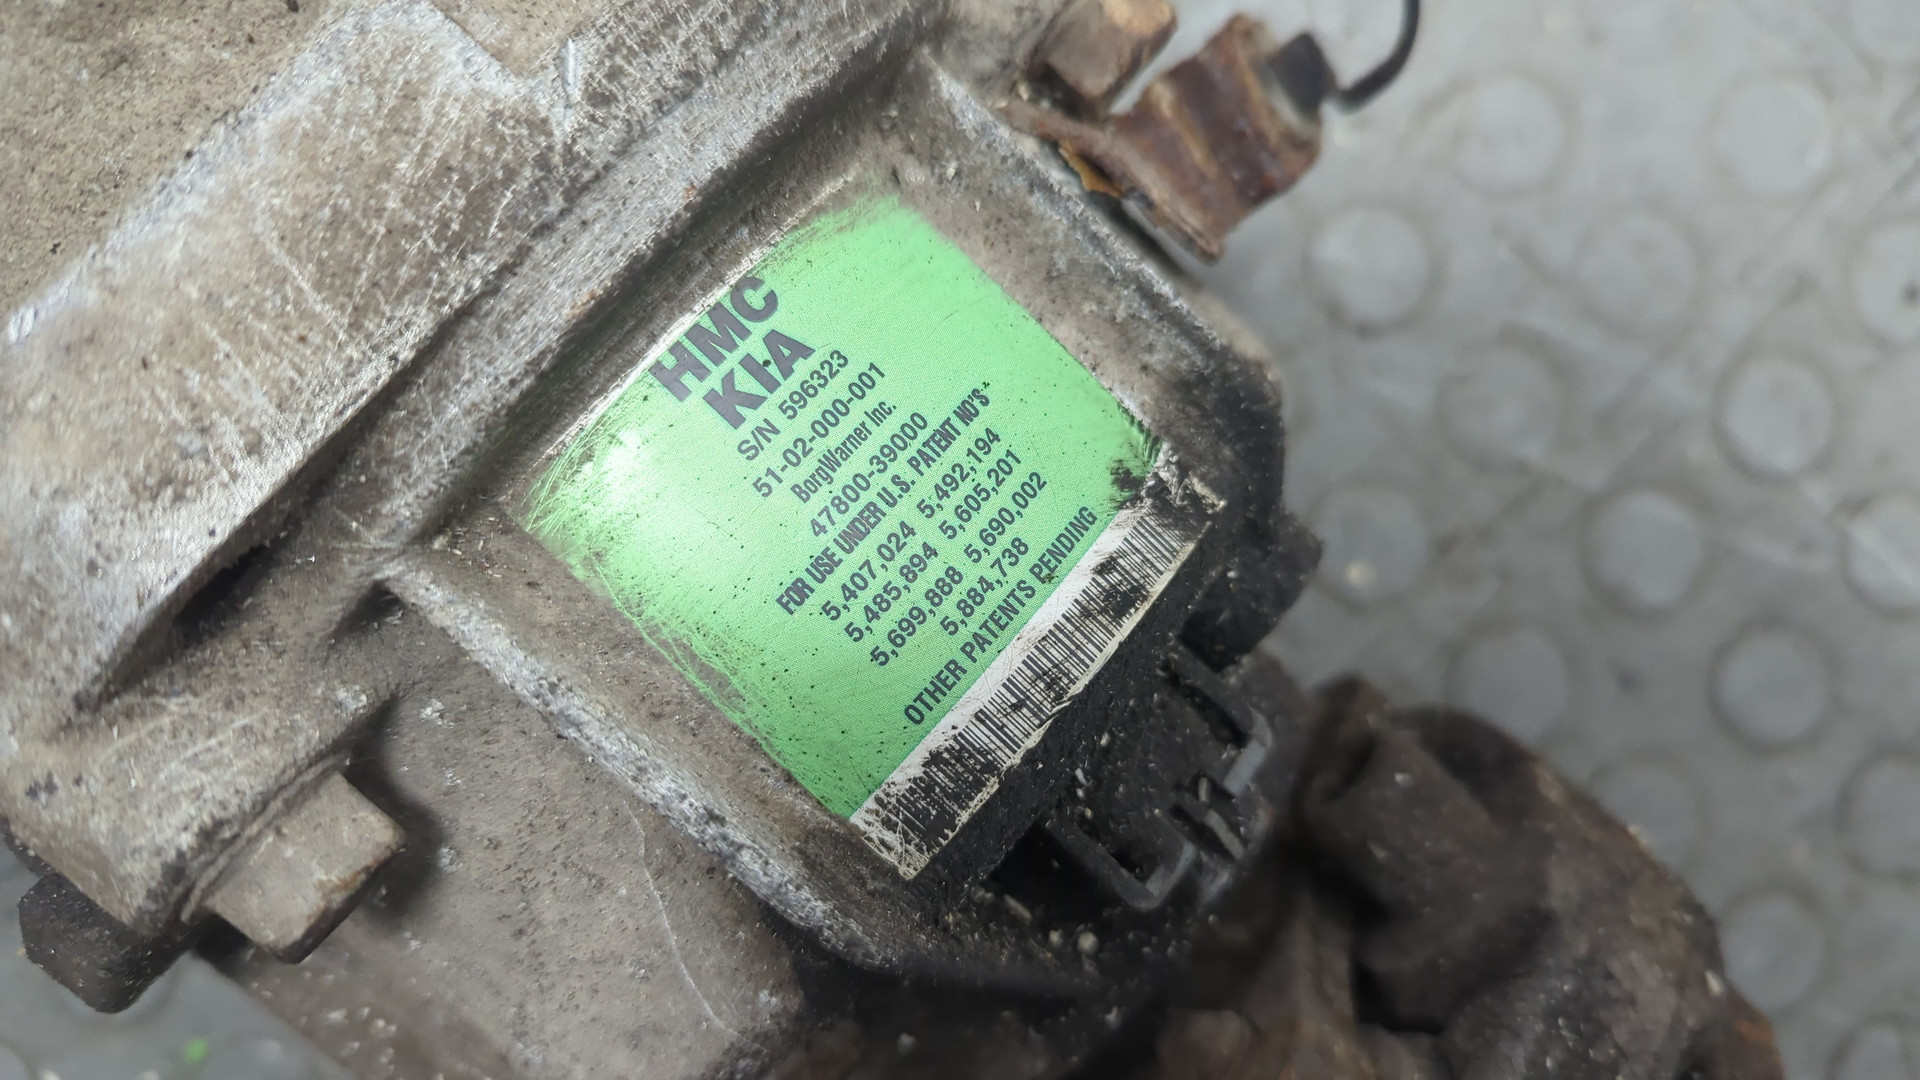 HMC
KIA
S/N 596323
51-02-000-001
BorgWarner Inc.
47800-39000
FOR USE UNDER U.S. PATENT NO'S
5,407,024 5,492,194
5,485,894 5,605,201
5,699,888 5,690,002
5,884,738
OTHER PATENTS PENDING